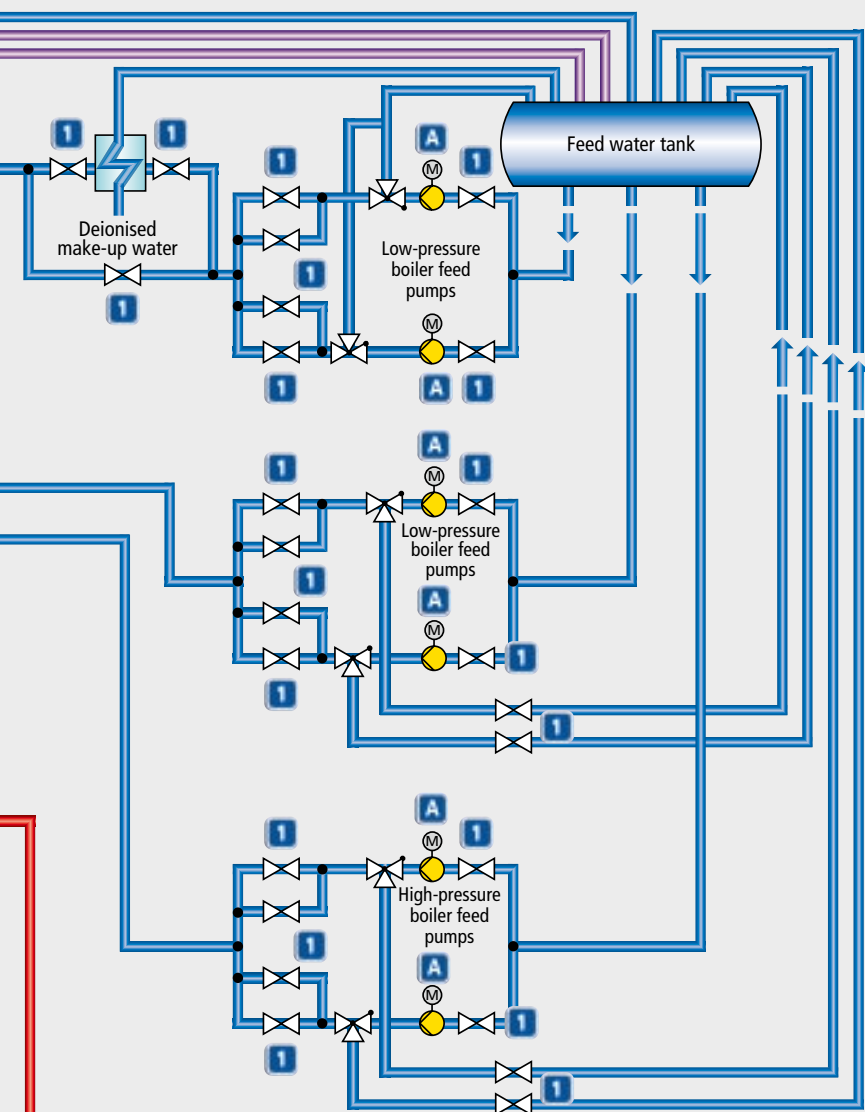 Feed water tank
1
1
A
1
1
M
Deionised
make-up water
1
Low-pressure
boiler feed
pumps
1
M
1
A
1
A
1
1
M
Low-pressure
boiler feed
pumps
1
A
M
1
1
1
A
1
1
M
High-pressure
boiler feed
pumps
1
A
M
1
1
1